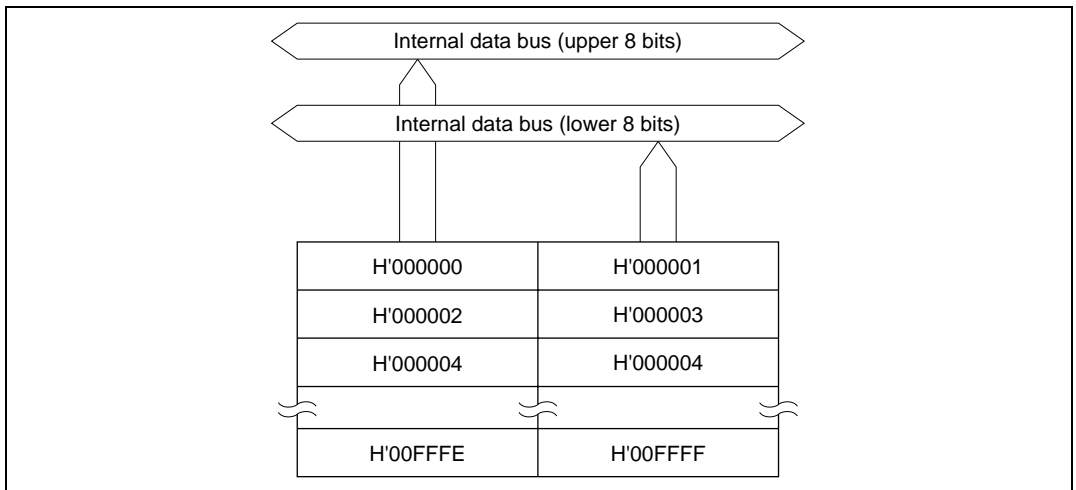 Internal data bus (upper 8 bits)
Internal data bus (lower 8 bits)
H'000000 H'000001
H'000002 H'000003
H'000004 H'000004
H'00FFFE H'00FFFF